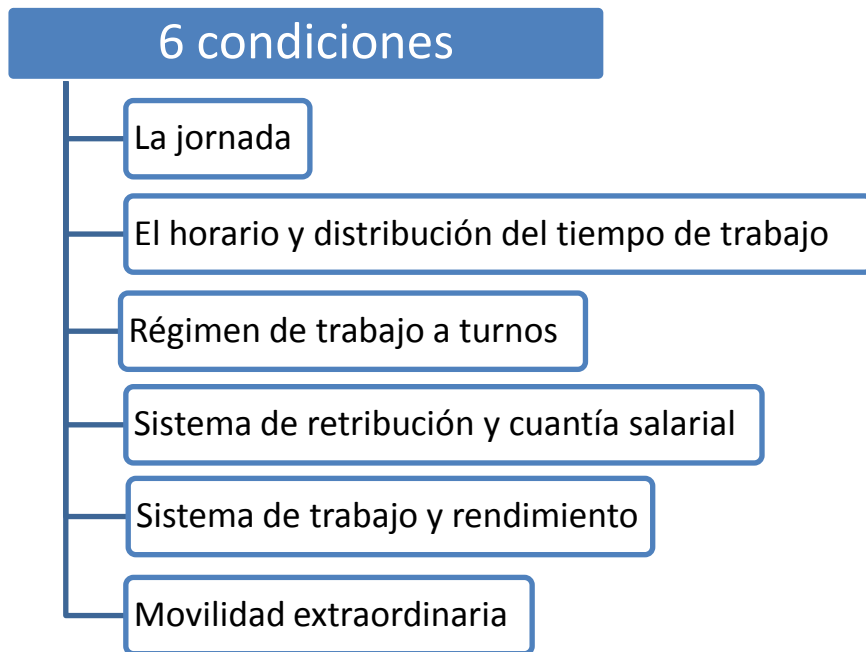 6 condiciones
La jornada
El horario y distribución del tiempo de trabajo
Régimen de trabajo a turnos
Sistema de retribución y cuantía salarial
Sistema de trabajo y rendimiento
Movilidad extraordinaria